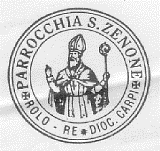 ✠ PARROCCHIA S. ZENONE ✠
ROLO - RE ✠ DIOC. CARPI